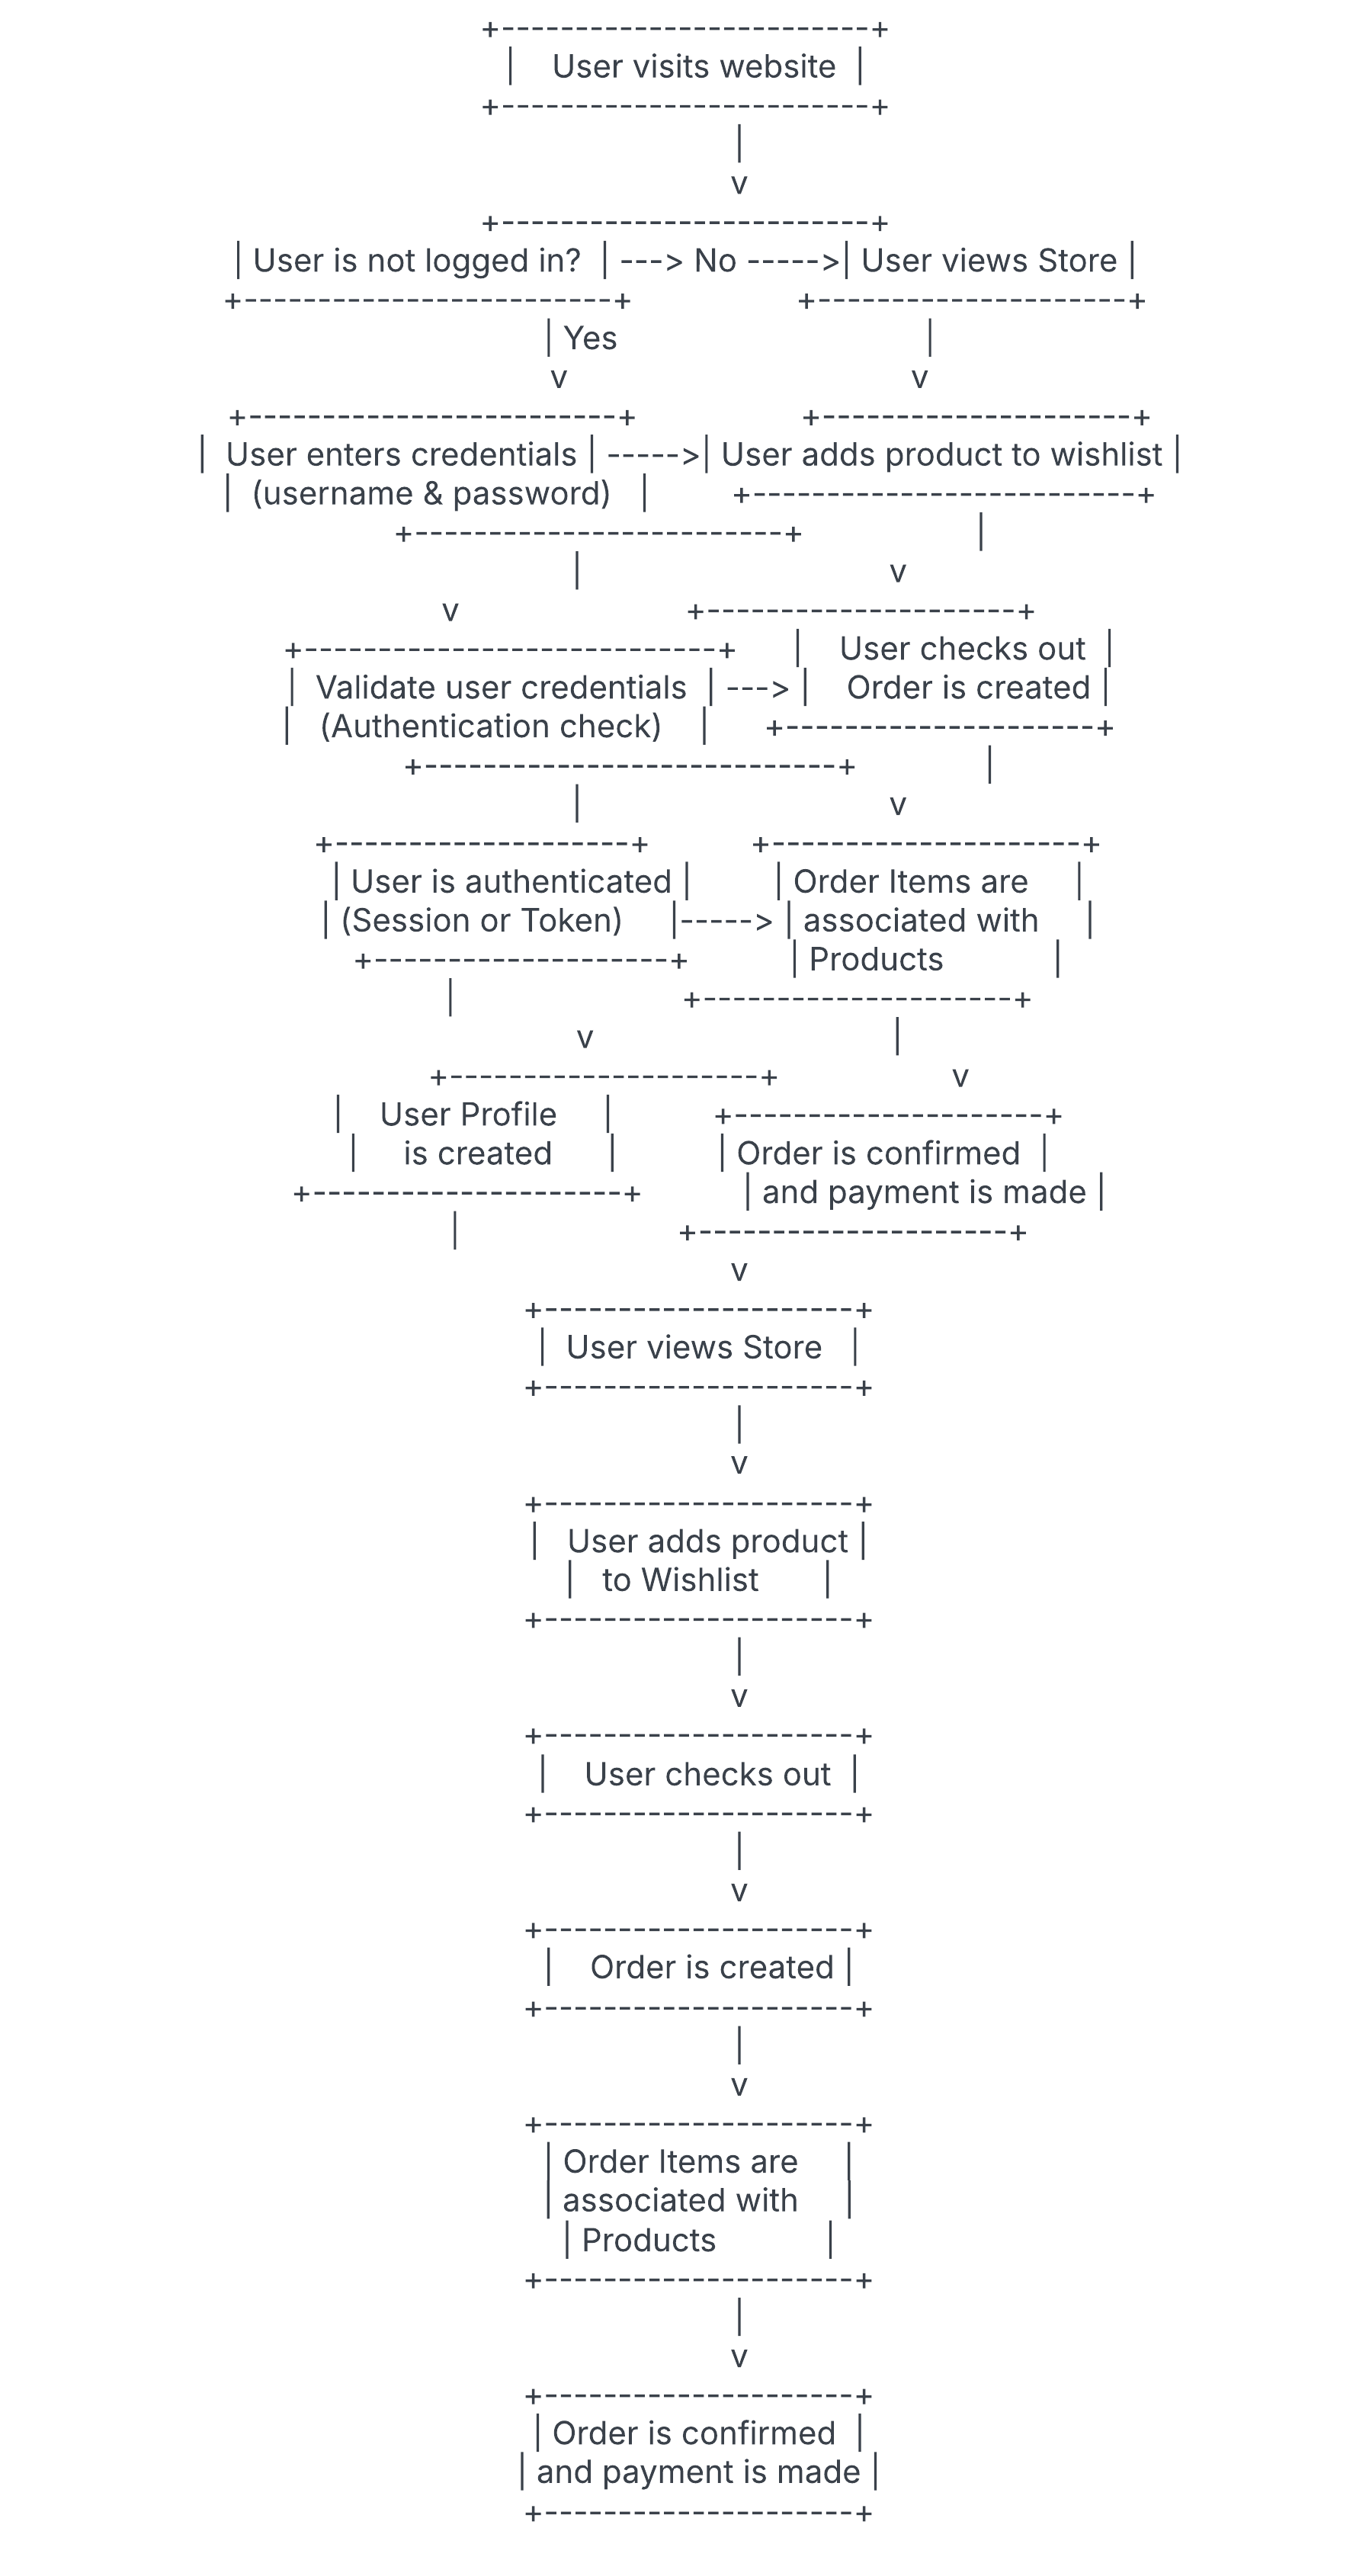 +-------------------------+
| User visits website |
+-------------------------+
|
v
+-------------------------+
| User is not logged in? | ---> No ----->| User views Store |
+-------------------------+ +---------------------+
| Yes |
v v
+-------------------------+ +---------------------+
| User enters credentials | ----->| User adds product to wishlist |
| (username & password) | +-------------------------+
+-------------------------+ |
| v
v +---------------------+
+-----------------------------+ | User checks out |
| Validate user credentials | ---> | Order is created |
| (Authentication check) | +---------------------+
+-----------------------------+ |
| v
+--------------------+ +---------------------+
| User is authenticated | | Order Items are |
| (Session or Token) |-----> | associated with |
+--------------------+ | Products |
| +---------------------+
v |
+---------------------+ v
| User Profile | +---------------------+
| is created | | Order is confirmed |
+---------------------+ | and payment is made |
| +---------------------+
v
+---------------------+
| User views Store |
+---------------------+
|
v
+---------------------+
| User adds product |
| to Wishlist |
+---------------------+
|
v
+---------------------+
| User checks out |
+---------------------+
|
v
+---------------------+
| Order is created |
+---------------------+
|
v
+---------------------+
| Order Items are |
| associated with |
| Products |
+---------------------+
|
v
+---------------------+
| Order is confirmed |
| and payment is made |
+---------------------+